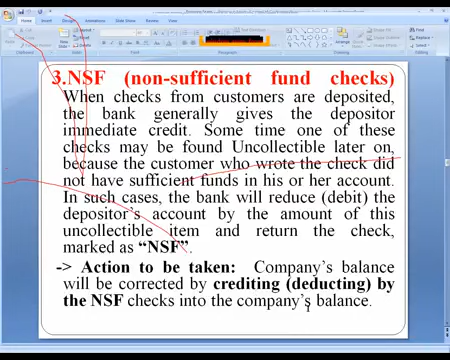 3.NSF (non-sufficient fund checks)
When checks from customers are deposited,
the bank generally gives the depositor
immediate credit. Some time one of these
checks may be found Uncollectible later on,
because the customer who wrote the check did
not have sufficient funds in his or her account.
In such cases, the bank will reduce (debit) the
depositor's account by the amount of this
uncollectible item and return the check,
marked as “NSF”.
-> Action to be taken: Company's balance
will be corrected by crediting (deducting) by
the NSF checks into the company's balance.